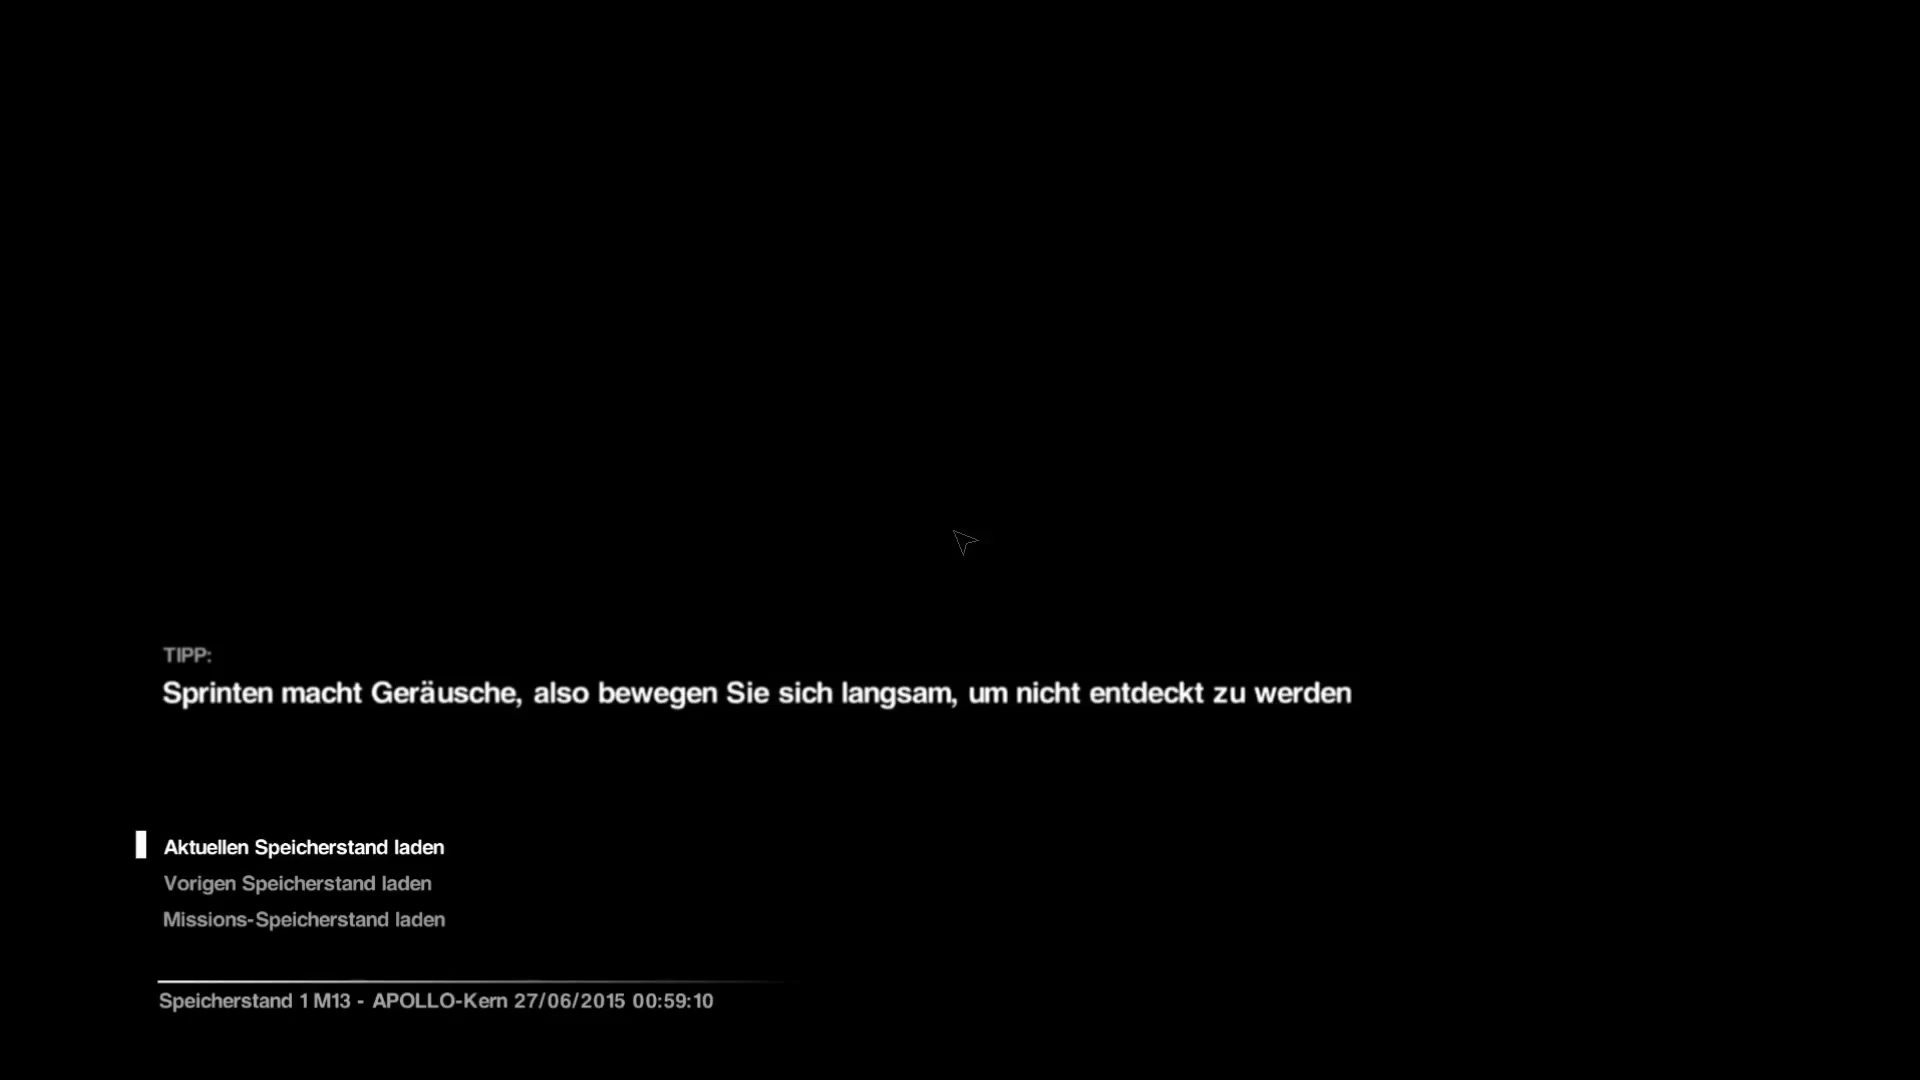 TIPP:
Sprinten macht Geräusche, also bewegen Sie sich langsam, um nicht entdeckt zu werden
Aktuellen Speicherstand laden
Vorigen Speicherstand laden
Missions-Speicherstand laden
Speicherstand 1 M13 - APOLLO-Kern 27/06/2015 00:59:10